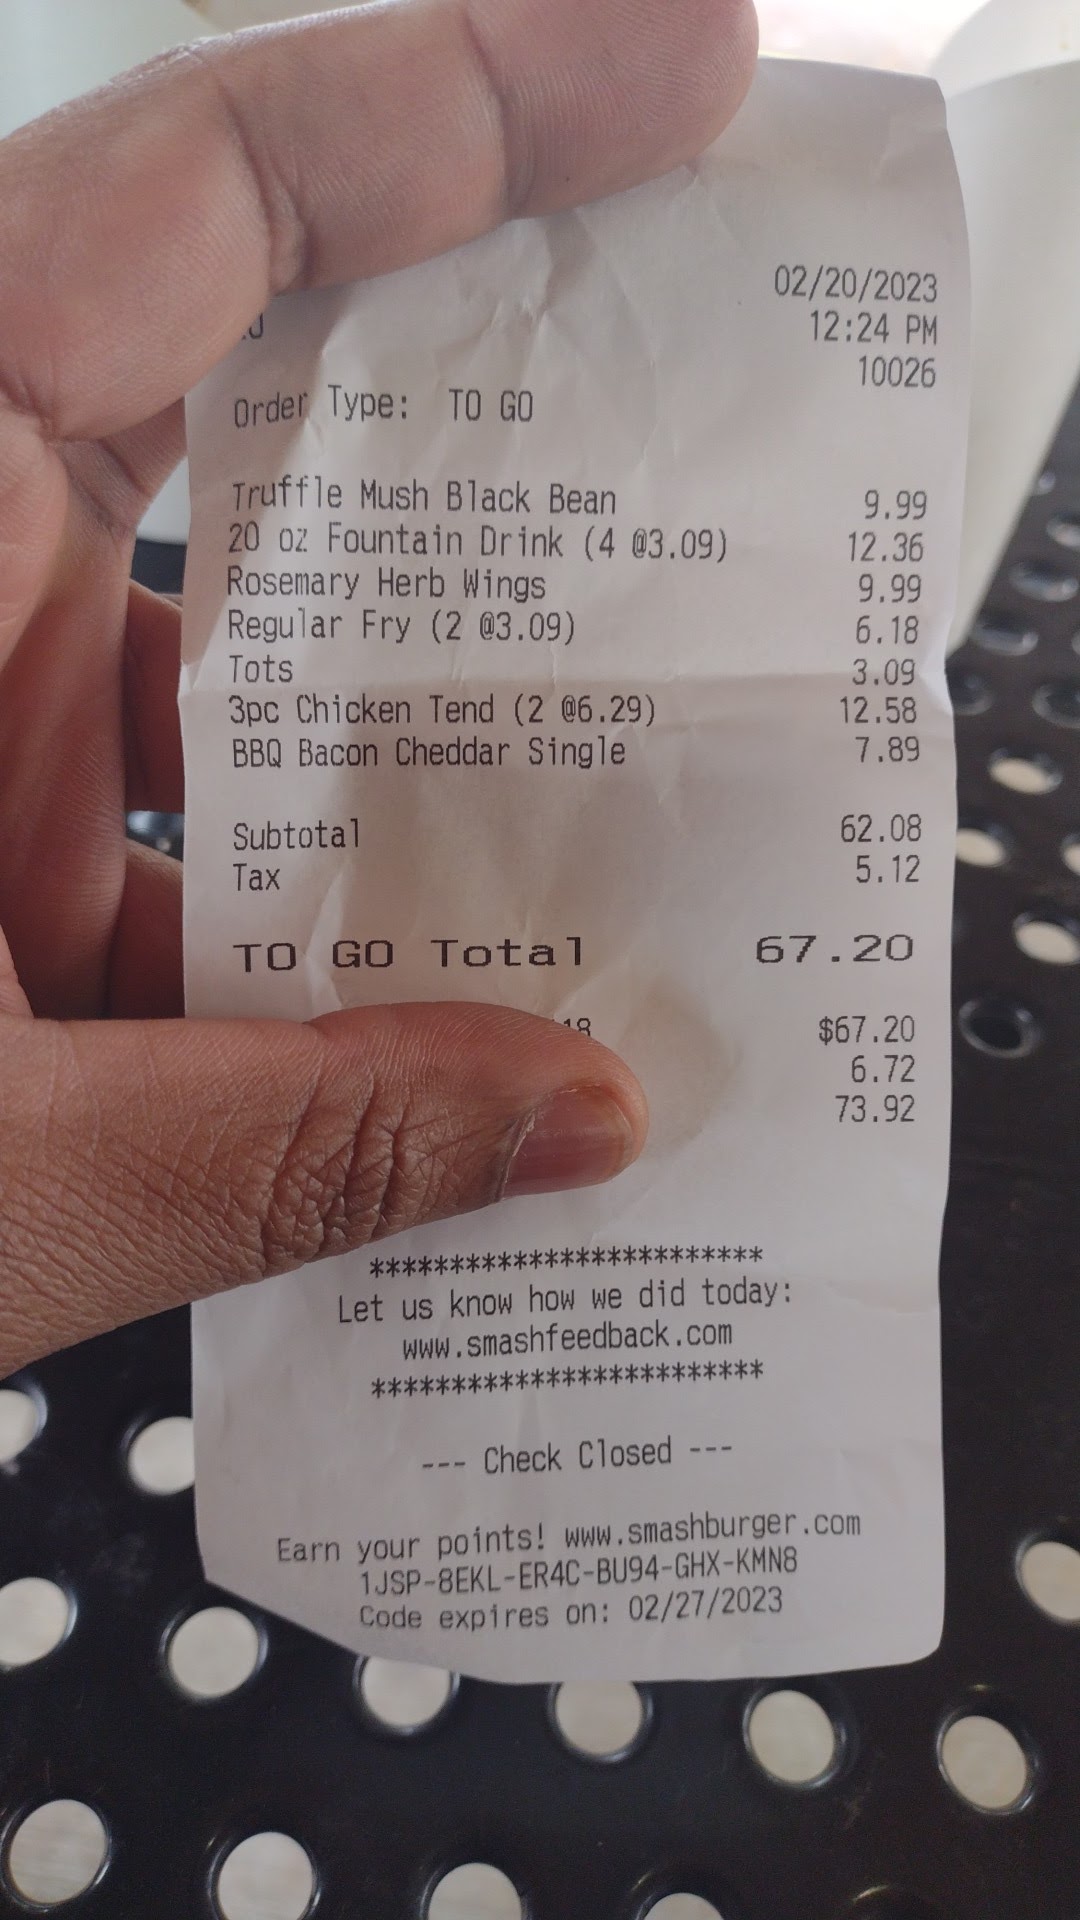 02/20/2023
12:24 PM
10026
Order Type: TO GO
Truffle Mush Black Bean 9.99
20 oz Fountain Drink (4 @3.09) 12.36
Rosemary Herb Wings 9.99
Regular Fry (2 @3.09) 6.18
Tots 3.09
3pc Chicken Tend (2 @6.29) 12.58
BBQ Bacon Cheddar Single 7.89
Subtotal 62.08
Tax 5.12
TO GO Total 67.20
18 $67.20
6.72
73.92
*************************
Let us know how we did today:
www.smashfeedback.com
*************************
--- Check Closed ---
Earn your points! www.smashburger.com
1JSP-8EKL-ER4C-BU94-GHX-KMN8
Code expires on: 02/27/2023